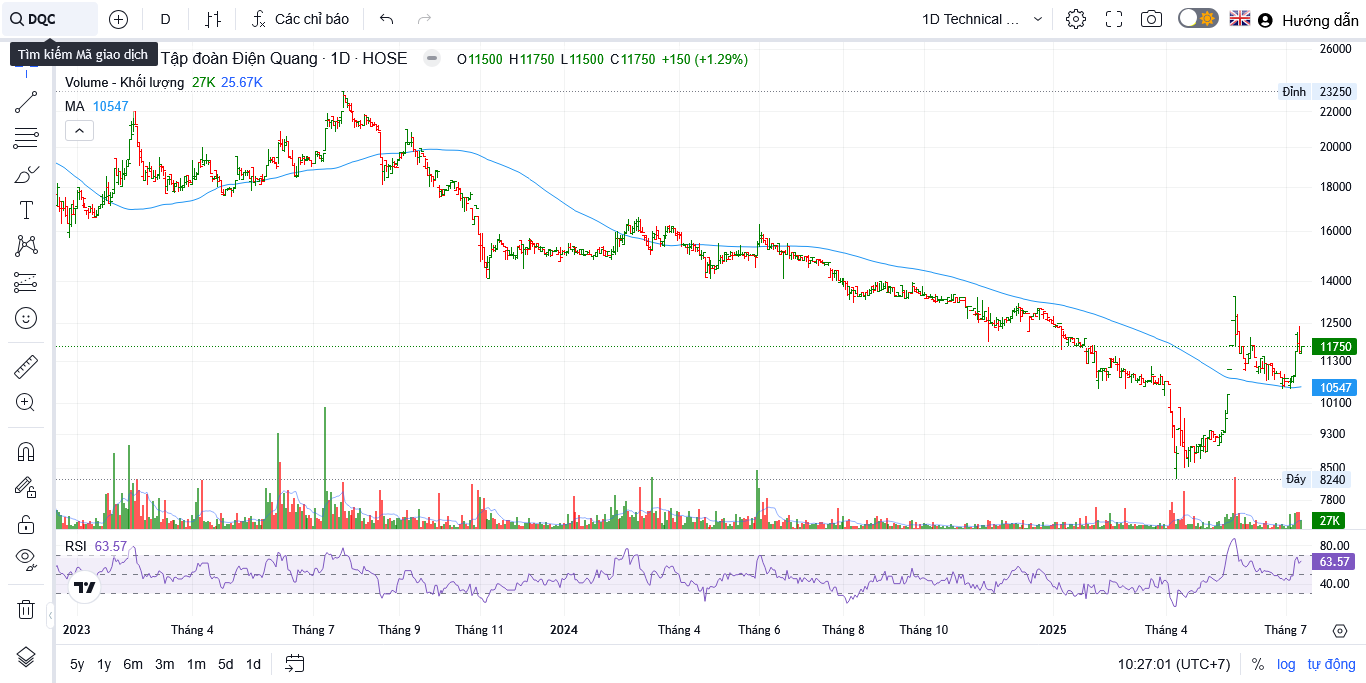 DQC
D
Các chỉ báo
1D Technical ...
Hướng dẫn
Tìm kiếm Mã giao dịch
Tập đoàn Điện Quang · 1D · HOSE
O11500 H11750 L11500 C11750 +150 (+1.29%)
Volume - Khối lượng 27K 25.67K
MA 10547
26000
Đỉnh 23250
22000
20000
18000
16000
14000
12500
11750
11300
10547
10100
9300
8500
Đáy 8240
7800
27K
RSI 63.57
80.00
63.57
40.00
2023 Tháng 4 Tháng 7 Tháng 9 Tháng 11 2024 Tháng 4 Tháng 6 Tháng 8 Tháng 10 2025 Tháng 4 Tháng 7
5y 1y 6m 3m 1m 5d 1d
10:27:01 (UTC+7) % log tự động